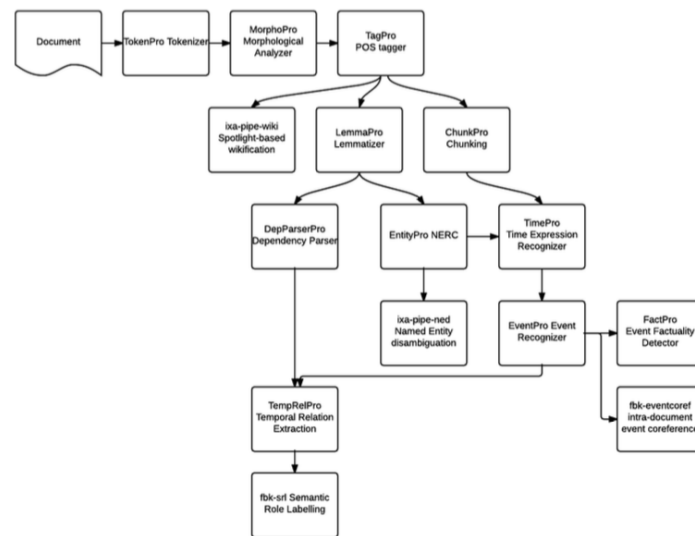 Document
TokenPro Tokenizer
MorphoPro
Morphological
Analyzer
TagPro
POS tagger
ixa-pipe-wiki
Spotlight-based
wikification
LemmaPro
Lemmatizer
ChunkPro
Chunking
DepParserPro
Dependency Parser
EntityPro NERC
TimePro
Time Expression
Recognizer
ixa-pipe-ned
Named Entity
disambiguation
EventPro Event
Recognizer
FactPro
Event Factuality
Detector
TempRelPro
Temporal Relation
Extraction
fbk-eventcoref
intra-document
event coreference
fbk-srl Semantic
Role Labelling